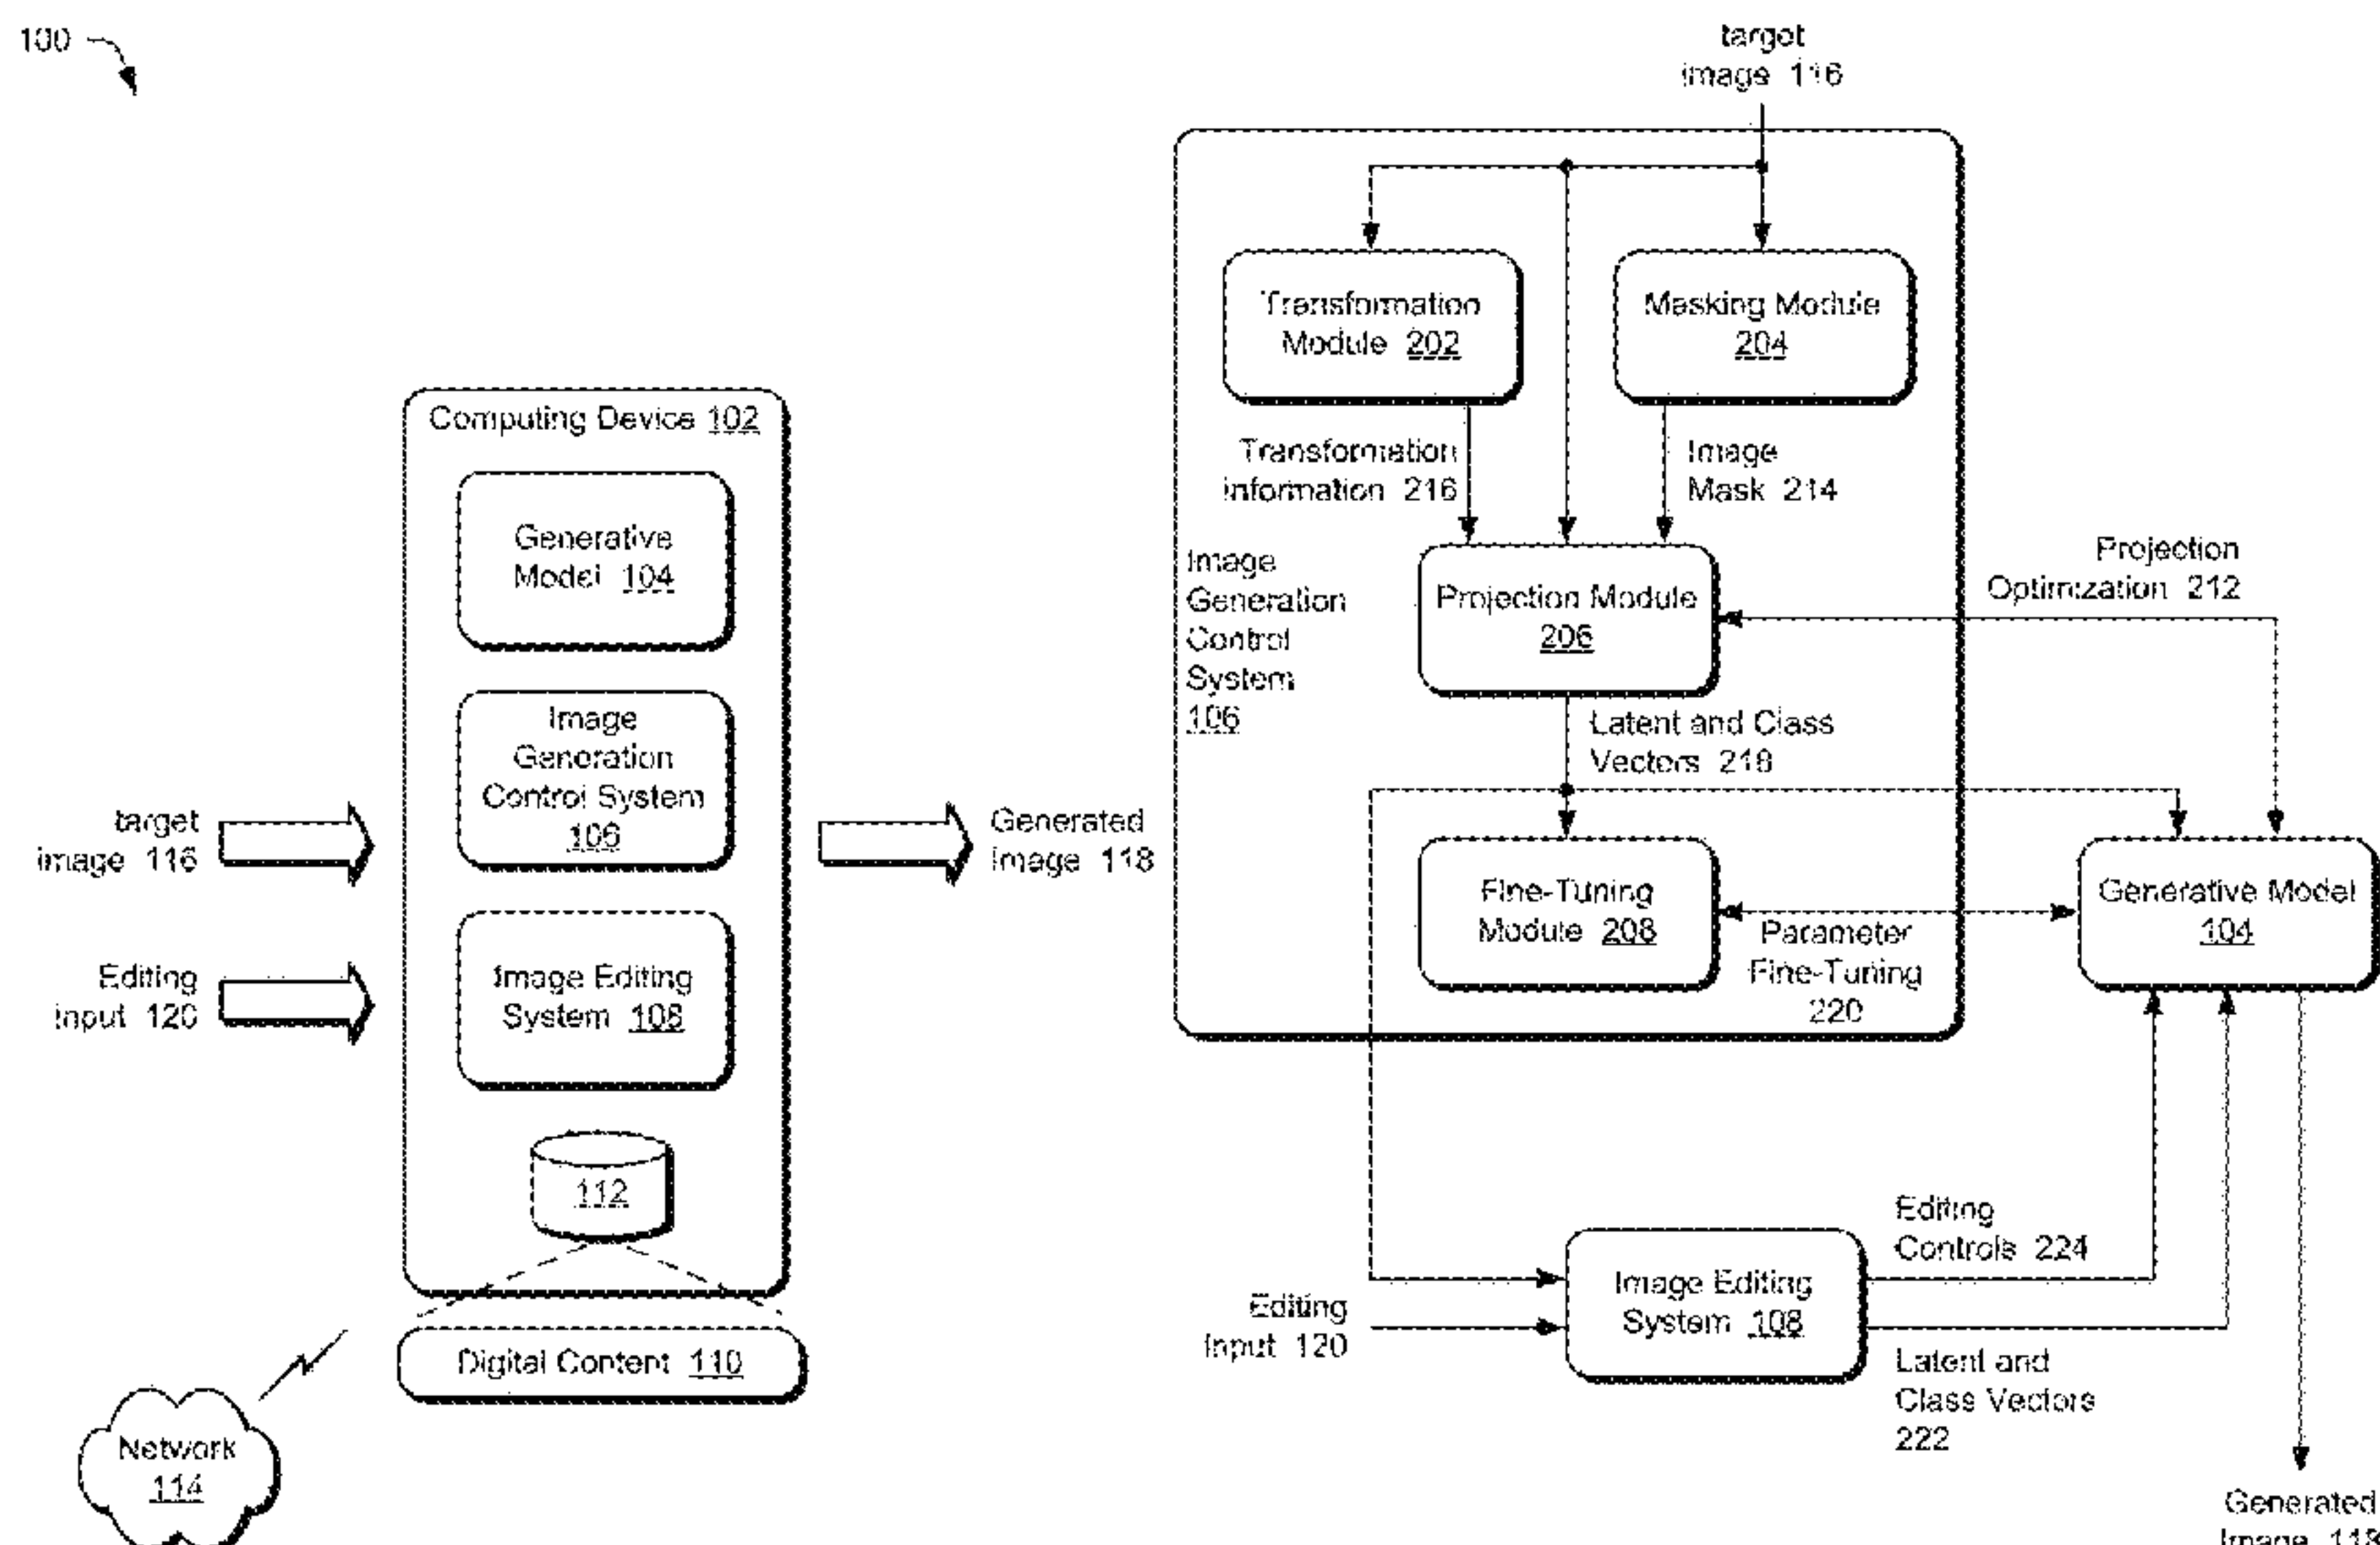 100
Computing Device 102
Generative
Model 104
Image
Generation
Control System
106
Image Editing
System 108
112
Digital Content 110
Network
114
target
image 116
Editing
Input 120
Generated
Image 118
target
image 116
Transformation
Module 202
Masking Module
204
Transformation
information 216
Image
Mask 214
Image
Generation
Control
System
106
Projection Module
206
Projection
Optimization 212
Latent and Class
Vectors 218
Fine-Tuning
Module 208
Parameter
Fine-Tuning
220
Generative Model
104
Editing
Controls 224
Editing
Input 120
Image Editing
System 108
Latent and
Class Vectors
222
Generated
Image 118